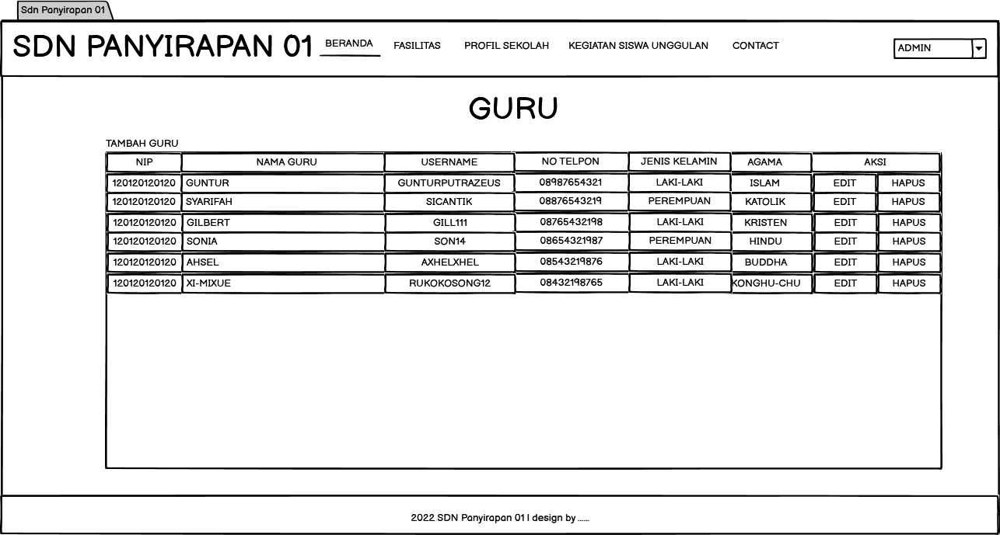 Sdn Panyirapan 01
SDN PANYIRAPAN 01 BERANDA FASILITAS PROFIL SEKOLAH KEGIATAN SISWA UNGGULAN CONTACT ADMIN
GURU
TAMBAH GURU
NIP NAMA GURU USERNAME NO TELPON JENIS KELAMIN AGAMA AKSI
120120120120 GUNTUR GUNTURPUTRAZEUS 08987654321 LAKI-LAKI ISLAM EDIT HAPUS
120120120120 SYARIFAH SICANTIK 08876543219 PEREMPUAN KATOLIK EDIT HAPUS
120120120120 GILBERT GILL111 08765432198 LAKI-LAKI KRISTEN EDIT HAPUS
120120120120 SONIA SON14 08654321987 PEREMPUAN HINDU EDIT HAPUS
120120120120 AHSEL AXHELXHEL 08543219876 LAKI-LAKI BUDDHA EDIT HAPUS
120120120120 XI-MIXUE RUKOKOSONG12 08432198765 LAKI-LAKI KONGHU-CHU EDIT HAPUS
2022 SDN Panyirapan 01 I design by ......